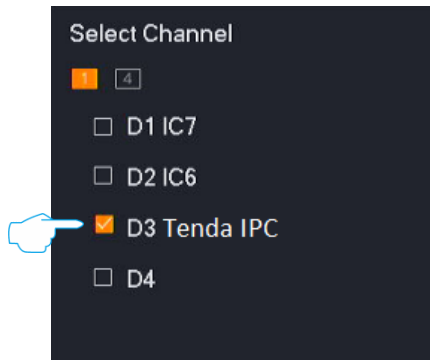 Select Channel
1 4
D1 IC7
D2 IC6
D3 Tenda IPC
D4